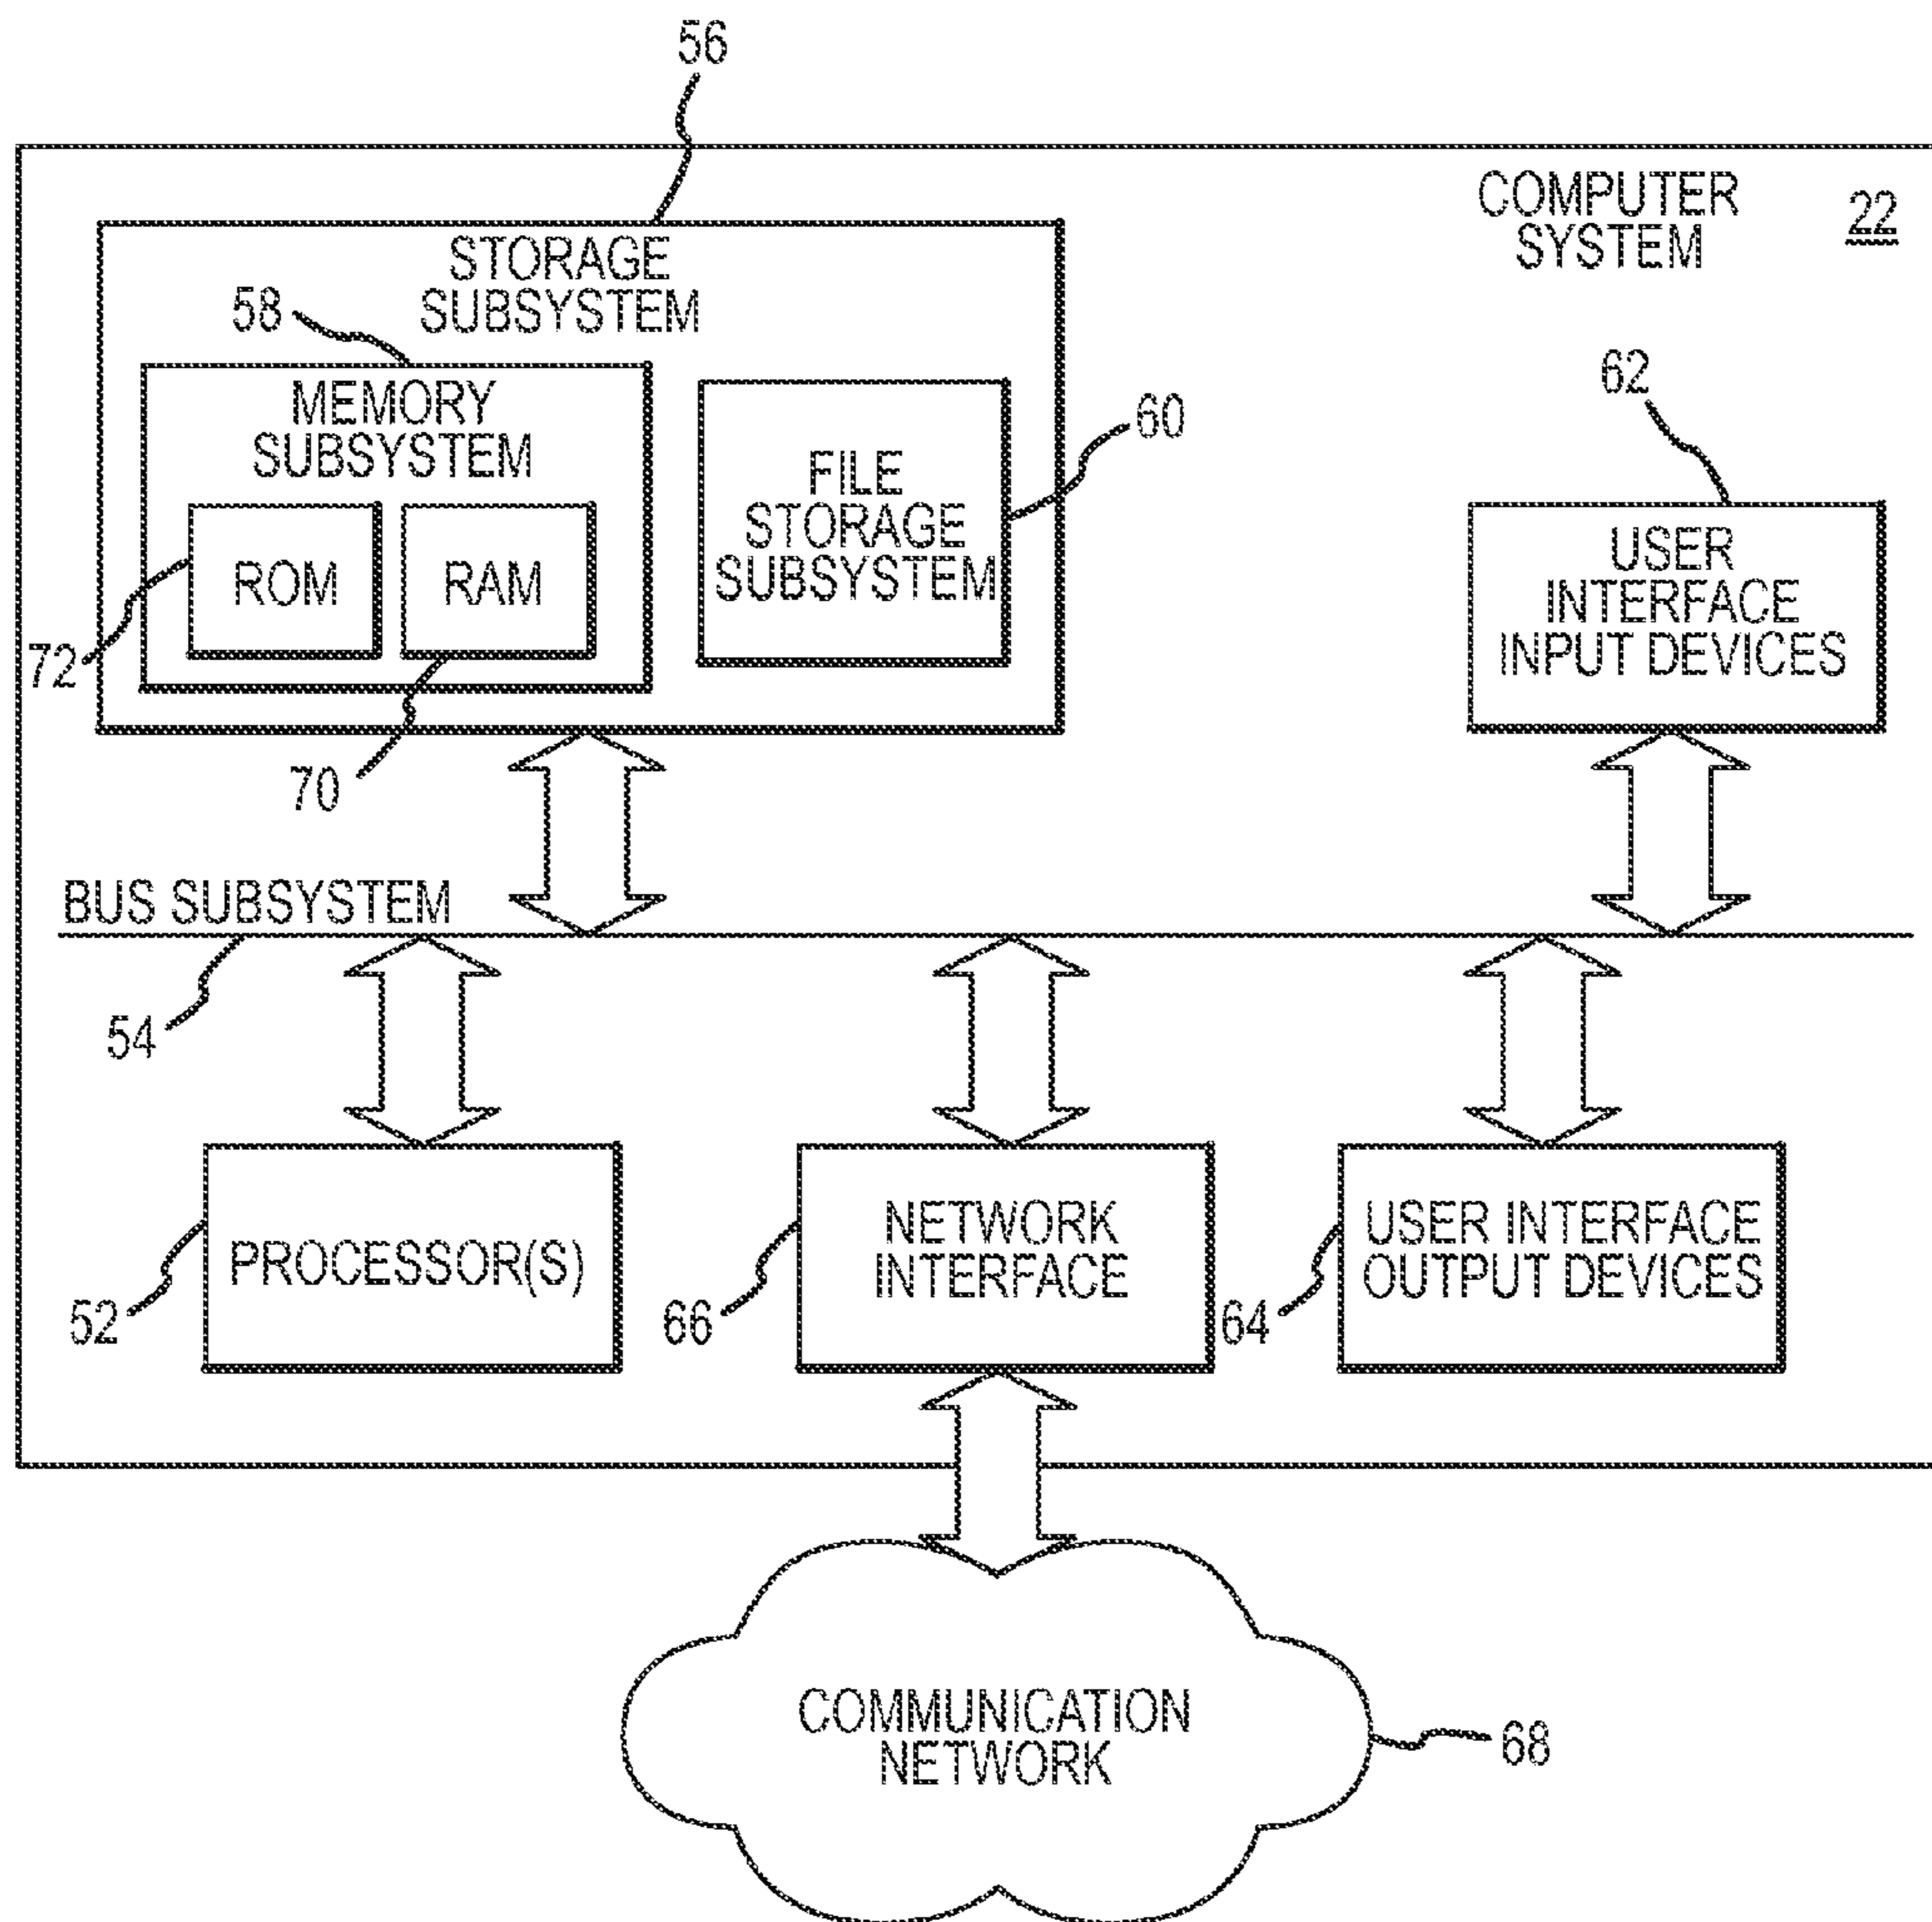 56
COMPUTER
SYSTEM
22
STORAGE
SUBSYSTEM
58
MEMORY
SUBSYSTEM
ROM
RAM
72
70
FILE
STORAGE
SUBSYSTEM
60
62
USER
INTERFACE
INPUT DEVICES
BUS SUBSYSTEM
54
PROCESSOR(S)
52
NETWORK
INTERFACE
66
USER INTERFACE
OUTPUT DEVICES
64
COMMUNICATION
NETWORK
68